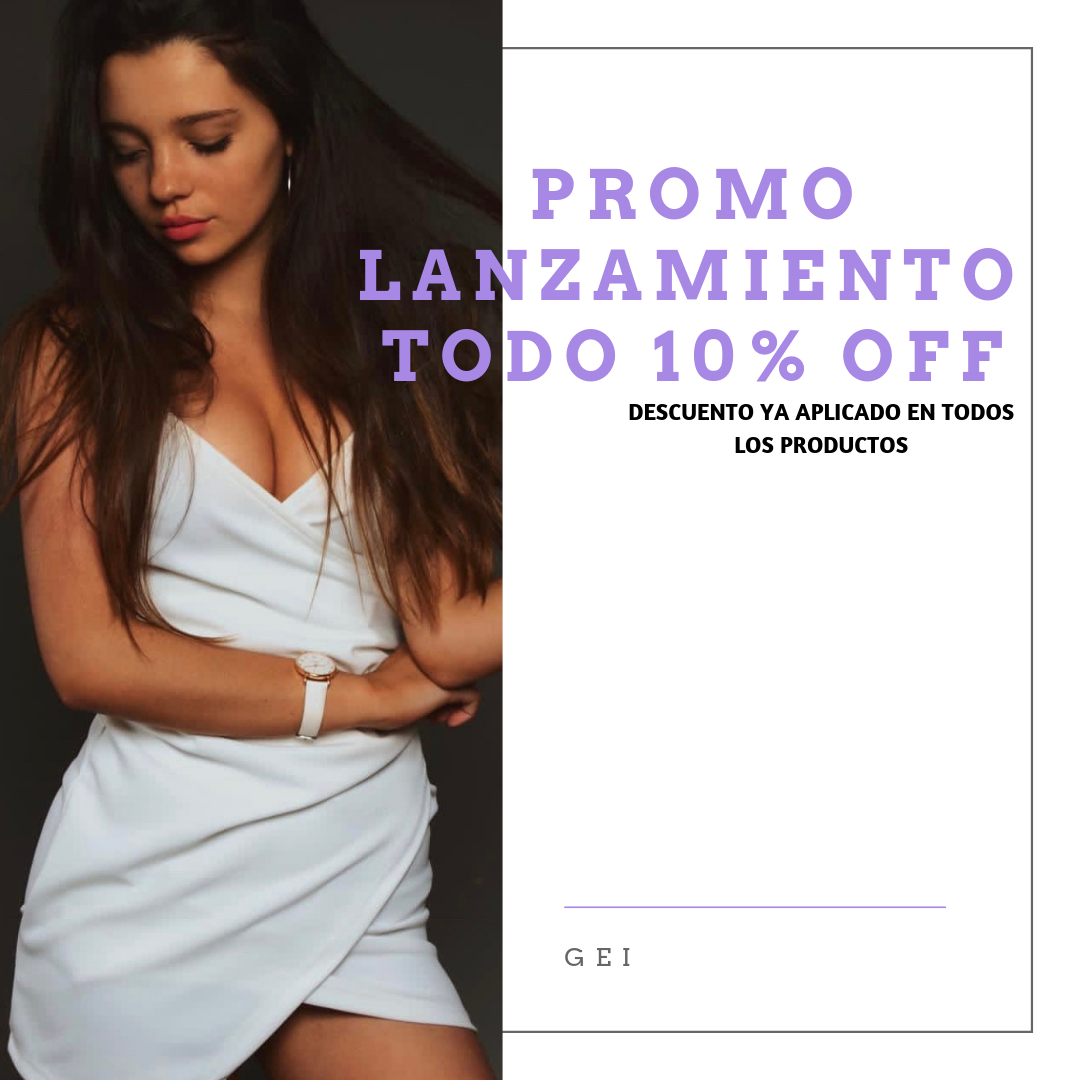 PROMO
LANZAMIENTO
TODO 10% OFF
DESCUENTO YA APLICADO EN TODOS
LOS PRODUCTOS
GEI